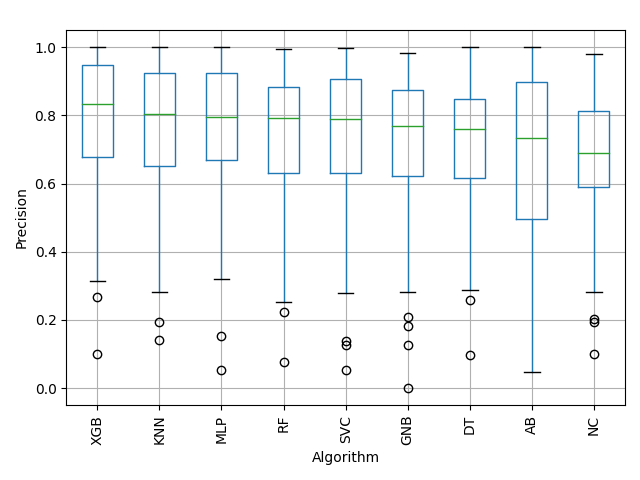 1.0
0.8
0.6
0.4
0.2
0.0
Precision
XGB
KNN
MLP
RF
SVC
GNB
DT
AB
NC
Algorithm